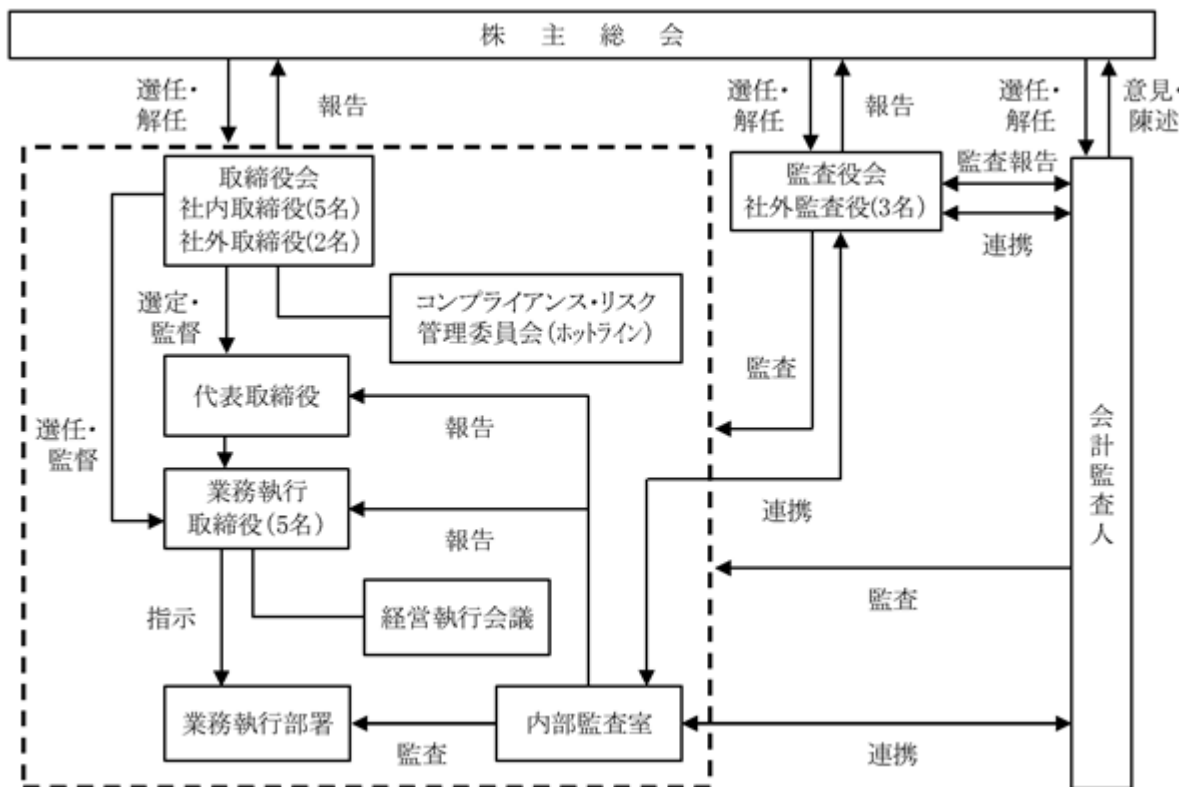 株主総会
選任・
解任
報告
選任・
解任
報告
選任・
解任
意見・
陳述
取締役会
社内取締役(5名)
社外取締役(2名)
監査役会
社外監査役(3名)
監査報告
連携
選定・
監督
コンプライアンス・リスク
管理委員会(ホットライン)
監査
代表取締役
報告
選任・
監督
会計監査人
業務執行
取締役(5名)
報告
連携
監査
指示
経営執行会議
業務執行部署
監査
内部監査室
連携